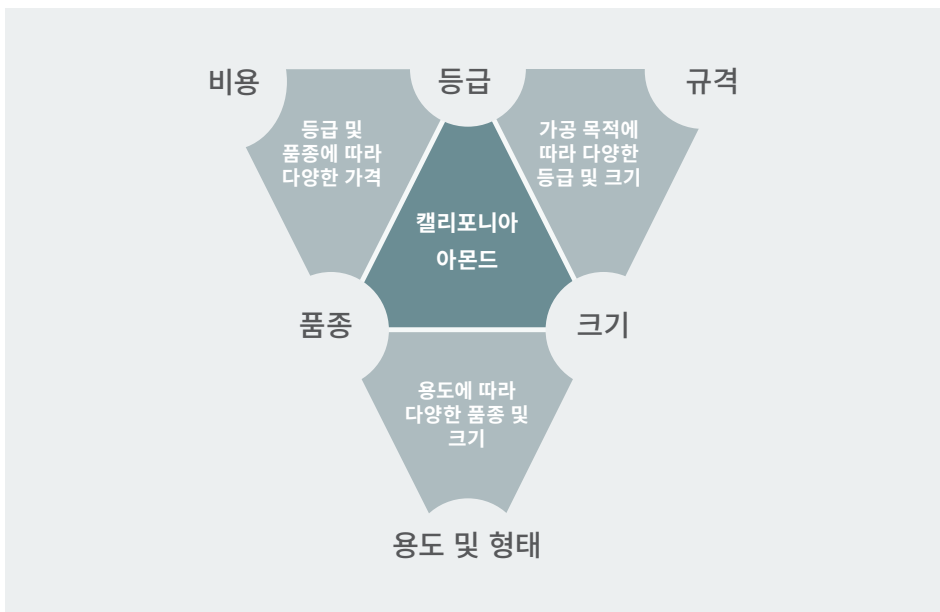 비용
등급
규격
등급 및
품종에 따라
다양한 가격
가공 목적에
따라 다양한
등급 및 크기
캘리포니아
아몬드
품종
크기
용도에 따라
다양한 품종 및
크기
용도 및 형태